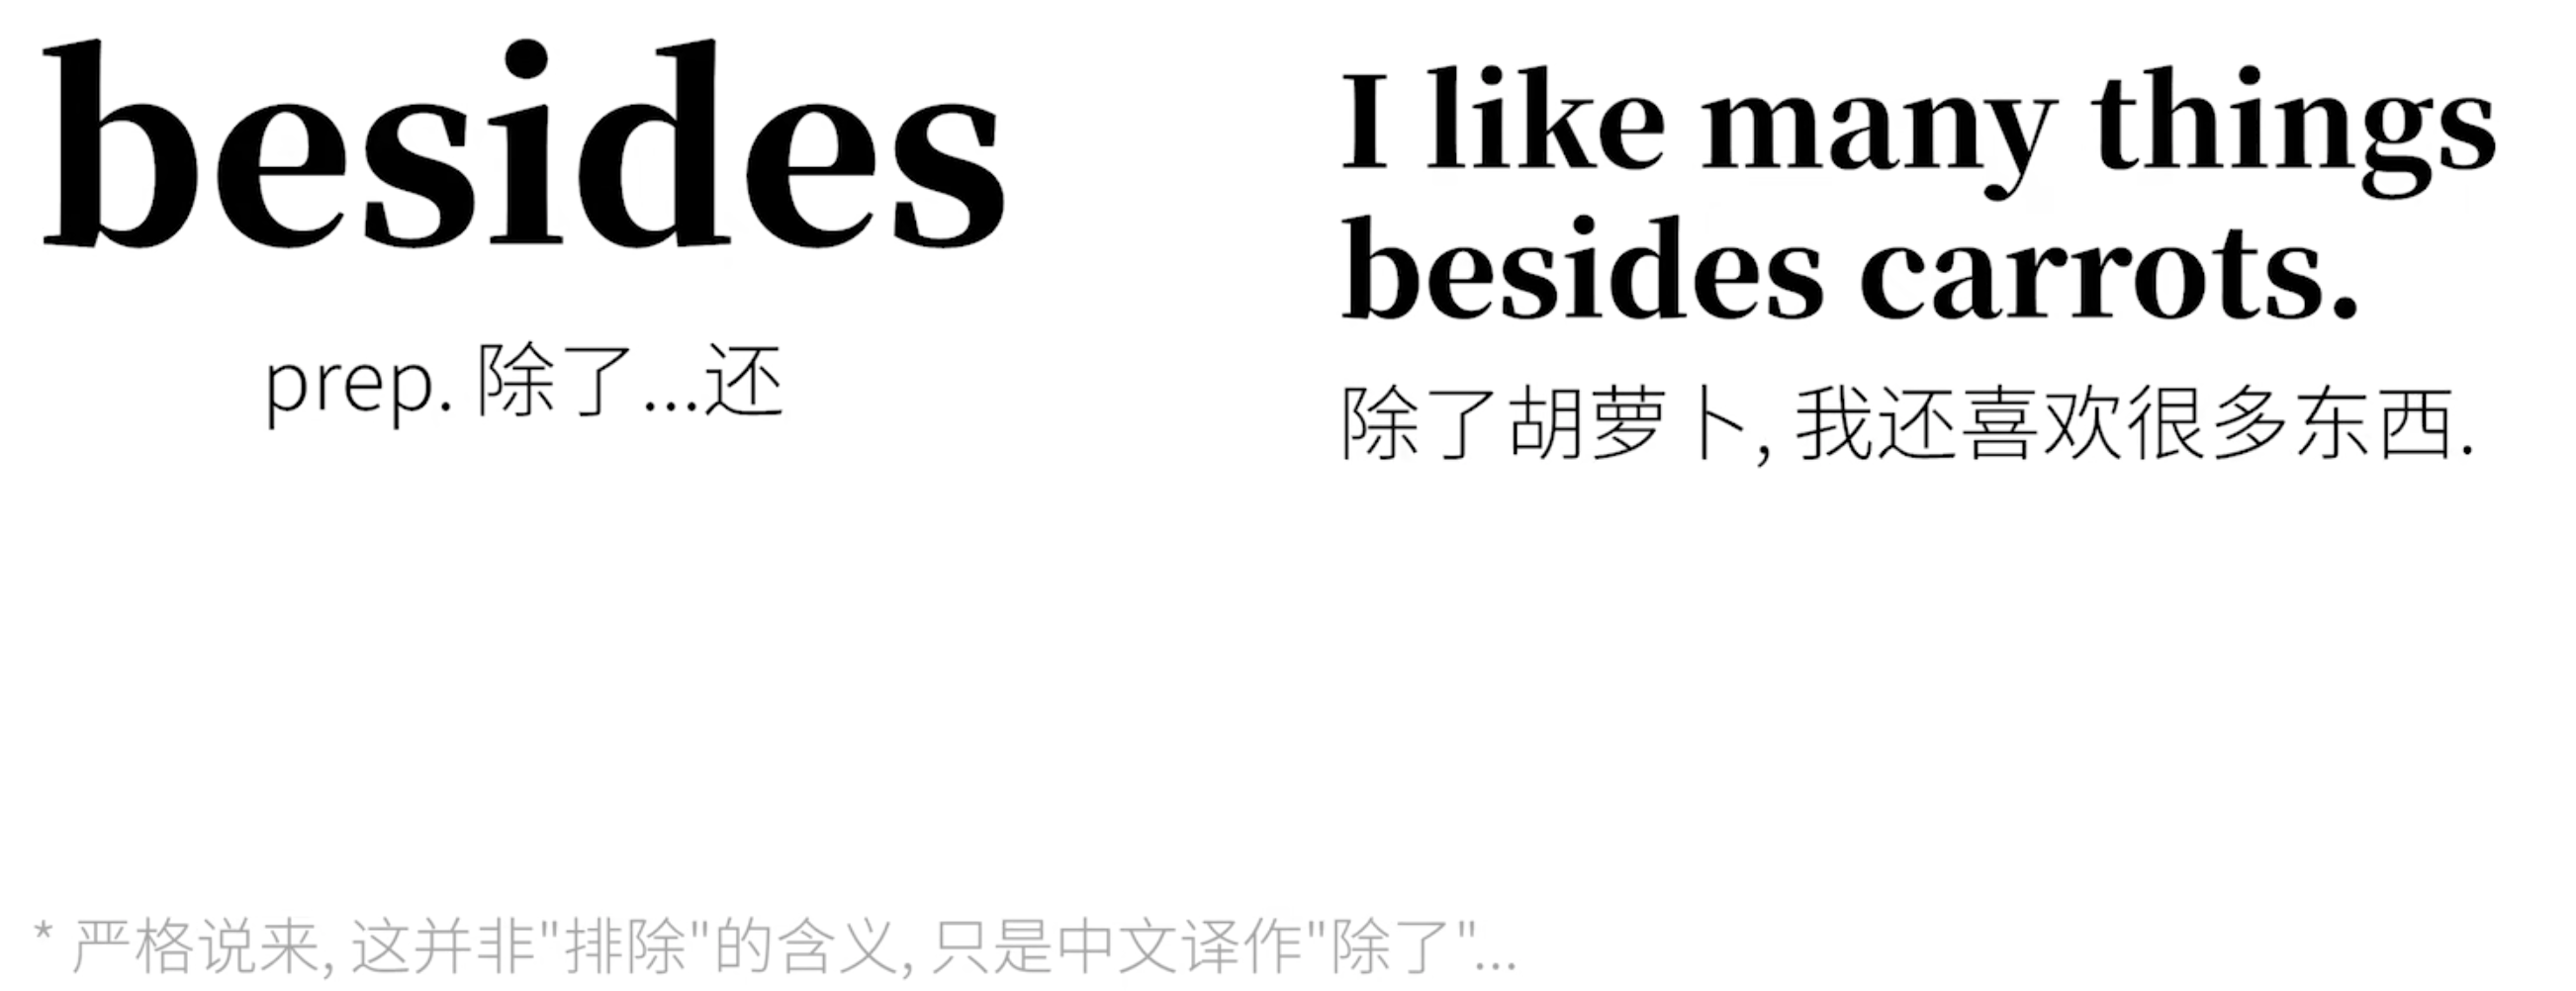 besides
prep. 除了...还
I like many things
besides carrots.
除了胡萝卜, 我还喜欢很多东西.
* 严格说来, 这并非"排除"的含义, 只是中文译作"除了"...